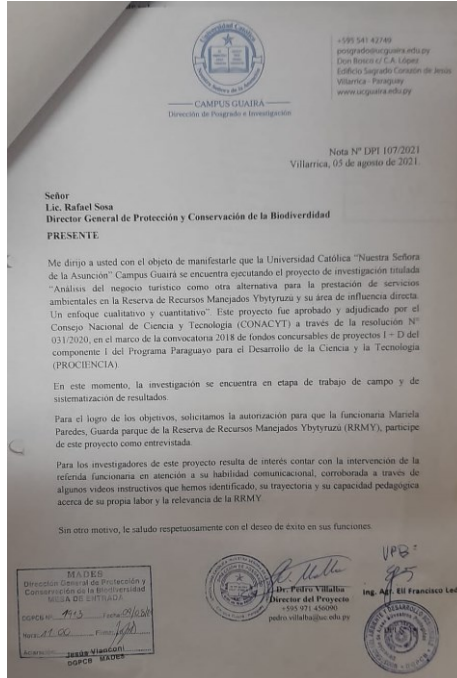 Universidad Católica
Nuestra Señora de la Asunción
CAMPUS GUAIRA
Dirección de Posgrado e Investigación
+595 541 42749
posgrado@ucguaira.edu.py
Don Bosco c/ C.A. López
Edificio Sagrado Corazón de Jesús
Villarrica - Paraguay
www.ucguaira.edu.py
Nota N° DPI 107/2021
Villarrica, 05 de agosto de 2021.
Señor
Lic. Rafael Sosa
Director General de Protección y Conservación de la Biodiverdidad
PRESENTE
Me dirijo a usted con el objeto de manifestarle que la Universidad Católica “Nuestra Señora
de la Asunción” Campus Guairá se encuentra ejecutando el proyecto de investigación titulada
“Análisis del negocio turístico como otra alternativa para la prestación de servicios
ambientales en la Reserva de Recursos Manejados Ybytyruzú y su área de influencia directa.
Un enfoque cualitativo y cuantitativo”. Este proyecto fue aprobado y adjudicado por el
Consejo Nacional de Ciencia y Tecnología (CONACYT) a través de la resolución N°
031/2020, en el marco de la convocatoria 2018 de fondos concursables de proyectos I + D del
componente I del Programa Paraguayo para el Desarrollo de la Ciencia y la Tecnología
(PROCIENCIA)
En este momento, la investigación se encuentra en etapa de trabajo de campo y de
sistematización de resultados.
Para el logro de los objetivos, solicitamos la autorización para que la funcionaria Mariela
Paredes, Guarda parque de la Reserva de Recursos Manejados Ybytyruzú (RRMY), participe
de este proyecto como entrevistada.
Para los investigadores de este proyecto resulta de interés contar con la intervención de la
referida funcionaria en atención a su habilidad comunicacional, corroborada a través de
algunos videos instructivos que hemos identificado, su trayectoria y su capacidad pedagógica
acerca de su propia labor y la relevancia de la RRMY.
Sin otro motivo, le saludo respetuosamente con el deseo de éxito en sus funciones.
MADES
Dirección General de Protección y
Conservación de la Biodiversidad
MESA DE ENTRADA
DGPCB N°. Fecha:
Hora: 11:00 Firma:
Aclaración: Jesús Vianconi
DGPCB MADES
Dr. Pedro Villalba
Director del Proyecto
+595 971 456090
pedro.villalba@uc.edu.py
VPB:
Ing. Agr. Elí Francisco